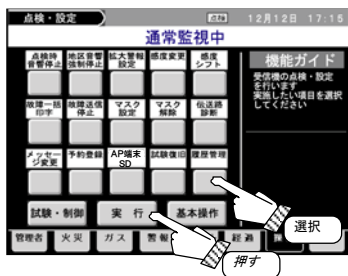 点検・設定
点検
12月12日 17:15
通常監視中
点検時 音響停止
地区音響 強制停止
拡大警報 設定
感度変更
感度 シフト
機能ガイド
受信機の点検・設定
を行います
実施したい項目を選択
してください
故障一括 印字
故障送信 停止
マスク 設定
マスク 解除
伝送路 診断
メッセージ変更
予約登録
AP端末 SD
試験復旧
履歴管理
試験・制御
実行
基本操作
選択
管理者
火災
ガス
警報
経過
押す